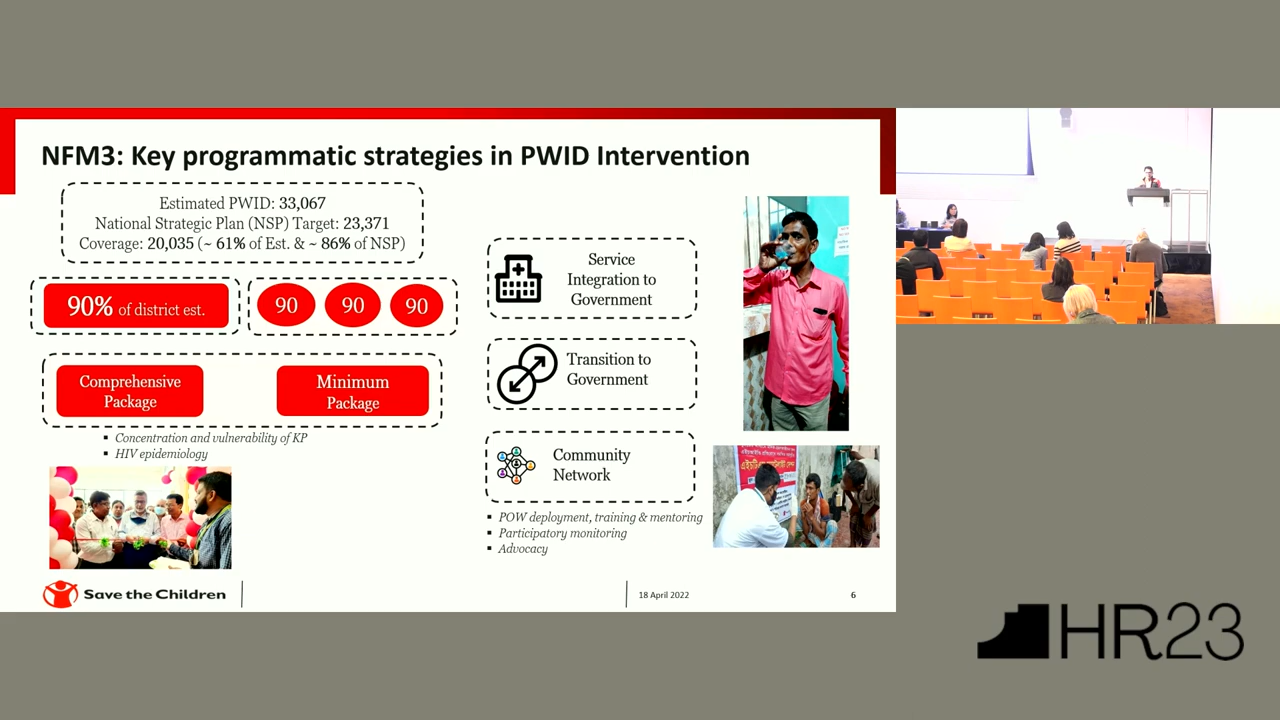 NFM3: Key programmatic strategies in PWID Intervention
Estimated PWID: 33,067
National Strategic Plan (NSP) Target: 23,371
Coverage: 20,035 (~ 61% of Est. & ~ 86% of NSP)
90% of district est.
90 90 90
Comprehensive
Package
Minimum
Package
▪ Concentration and vulnerability of KP
▪ HIV epidemiology
Service
Integration to
Government
Transition to
Government
Community
Network
▪ POW deployment, training & mentoring
▪ Participatory monitoring
▪ Advocacy
Save the Children
18 April 2022
6
HR23